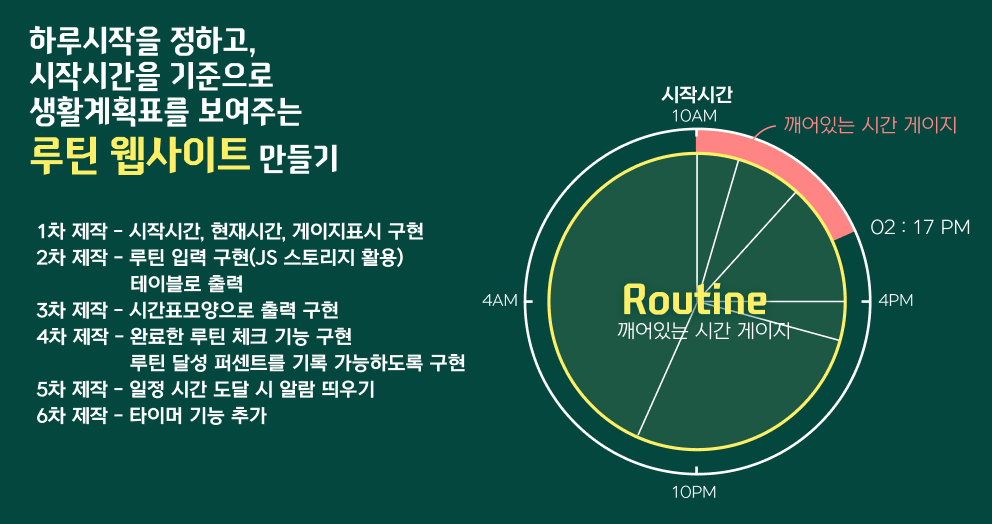 하루시작을 정하고,
시작시간을 기준으로
생활계획표를 보여주는
루틴 웹사이트 만들기
1차 제작 - 시작시간, 현재시간, 게이지표시 구현
2차 제작 - 루틴 입력 구현(JS 스토리지 활용)
테이블로 출력
3차 제작 - 시간표모양으로 출력 구현
4차 제작 - 완료한 루틴 체크 기능 구현
루틴 달성 퍼센트를 기록 가능하도록 구현
5차 제작 - 일정 시간 도달 시 알람 띄우기
6차 제작 - 타이머 기능 추가
시작시간
10AM
깨어있는 시간 게이지
02 : 17 PM
4AM
Routine
깨어있는 시간 게이지
4PM
10PM